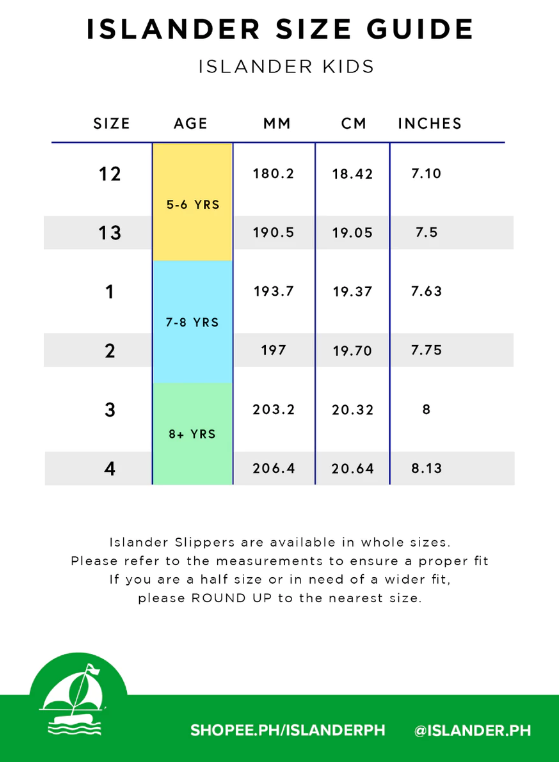 ISLANDER SIZE GUIDE
ISLANDER KIDS
SIZE AGE MM CM INCHES
12 180.2 18.42 7.10
5-6 YRS
13 190.5 19.05 7.5
1 193.7 19.37 7.63
7-8 YRS
2 197 19.70 7.75
3 203.2 20.32 8
8+ YRS
4 206.4 20.64 8.13
Islander Slippers are available in whole sizes.
Please refer to the measurements to ensure a proper fit
If you are a half size or in need of a wider fit,
please ROUND UP to the nearest size.
SHOPEE.PH/ISLANDERPH @ISLANDER.PH